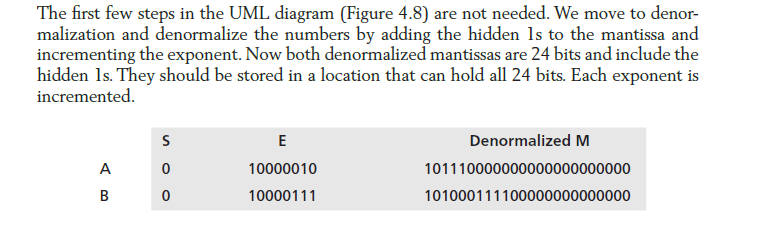 The first few steps in the UML diagram (Figure 4.8) are not needed. We move to denor-
malization and denormalize the numbers by adding the hidden 1s to the mantissa and
incrementing the exponent. Now both denormalized mantissas are 24 bits and include the
hidden 1s. They should be stored in a location that can hold all 24 bits. Each exponent is
incremented.
S E Denormalized M
A 0 10000010 101110000000000000000000
B 0 10000111 101000111100000000000000